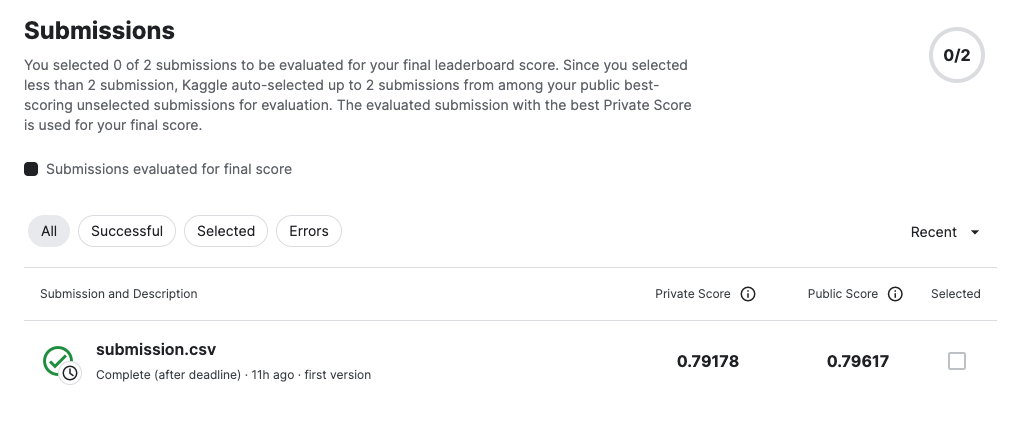 Submissions
0/2
You selected 0 of 2 submissions to be evaluated for your final leaderboard score. Since you selected
less than 2 submission, Kaggle auto-selected up to 2 submissions from among your public best-
scoring unselected submissions for evaluation. The evaluated submission with the best Private Score
is used for your final score.
Submissions evaluated for final score
All Successful Selected Errors Recent
Submission and Description Private Score Public Score Selected
submission.csv
Complete (after deadline) · 11h ago · first version
0.79178 0.79617